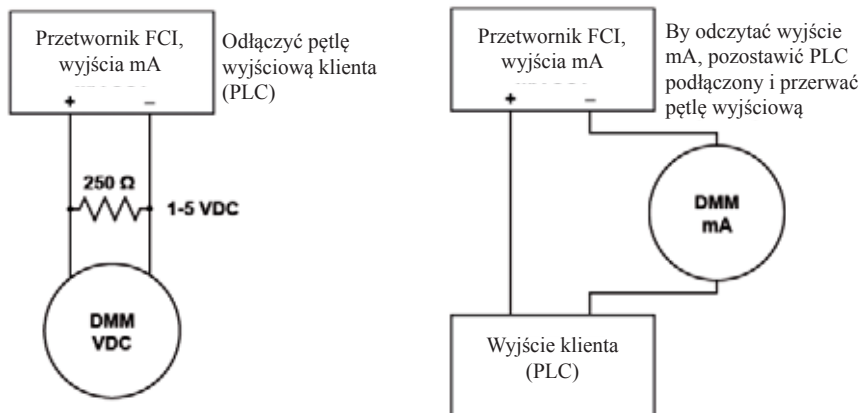 Przetwornik FCI,
wyjścia mA
+ –
Odłączyć pętlę
wyjściową klienta
(PLC)
250 Ω
1-5 VDC
DMM
VDC
Przetwornik FCI,
wyjścia mA
+ –
By odczytać wyjście
mA, pozostawić PLC
podłączony i przerwać
pętlę wyjściową
DMM
mA
Wyjście klienta
(PLC)